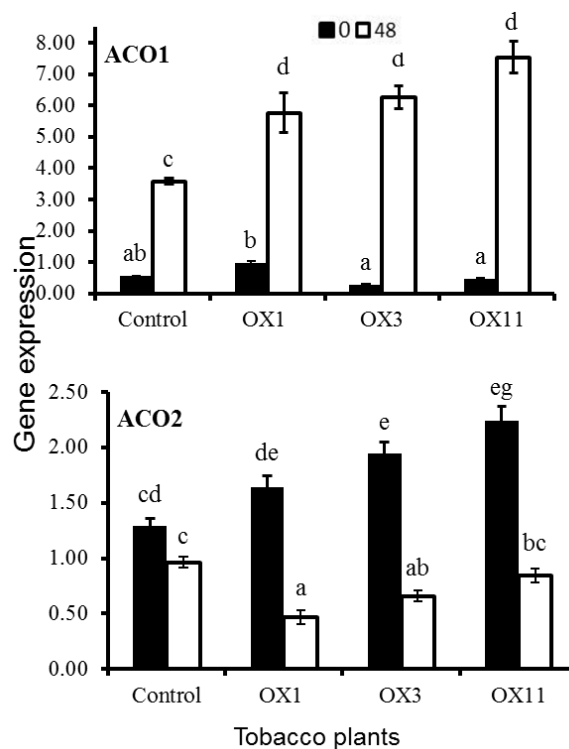 0 48
ACO1
8.00
7.00
6.00
5.00
4.00
3.00
2.00
1.00
0.00
ab c b d a d a d
Control OX1 OX3 OX11
Gene expression
ACO2
2.50
2.00
1.50
1.00
0.50
0.00
cd c de a e ab eg bc
Control OX1 OX3 OX11
Tobacco plants